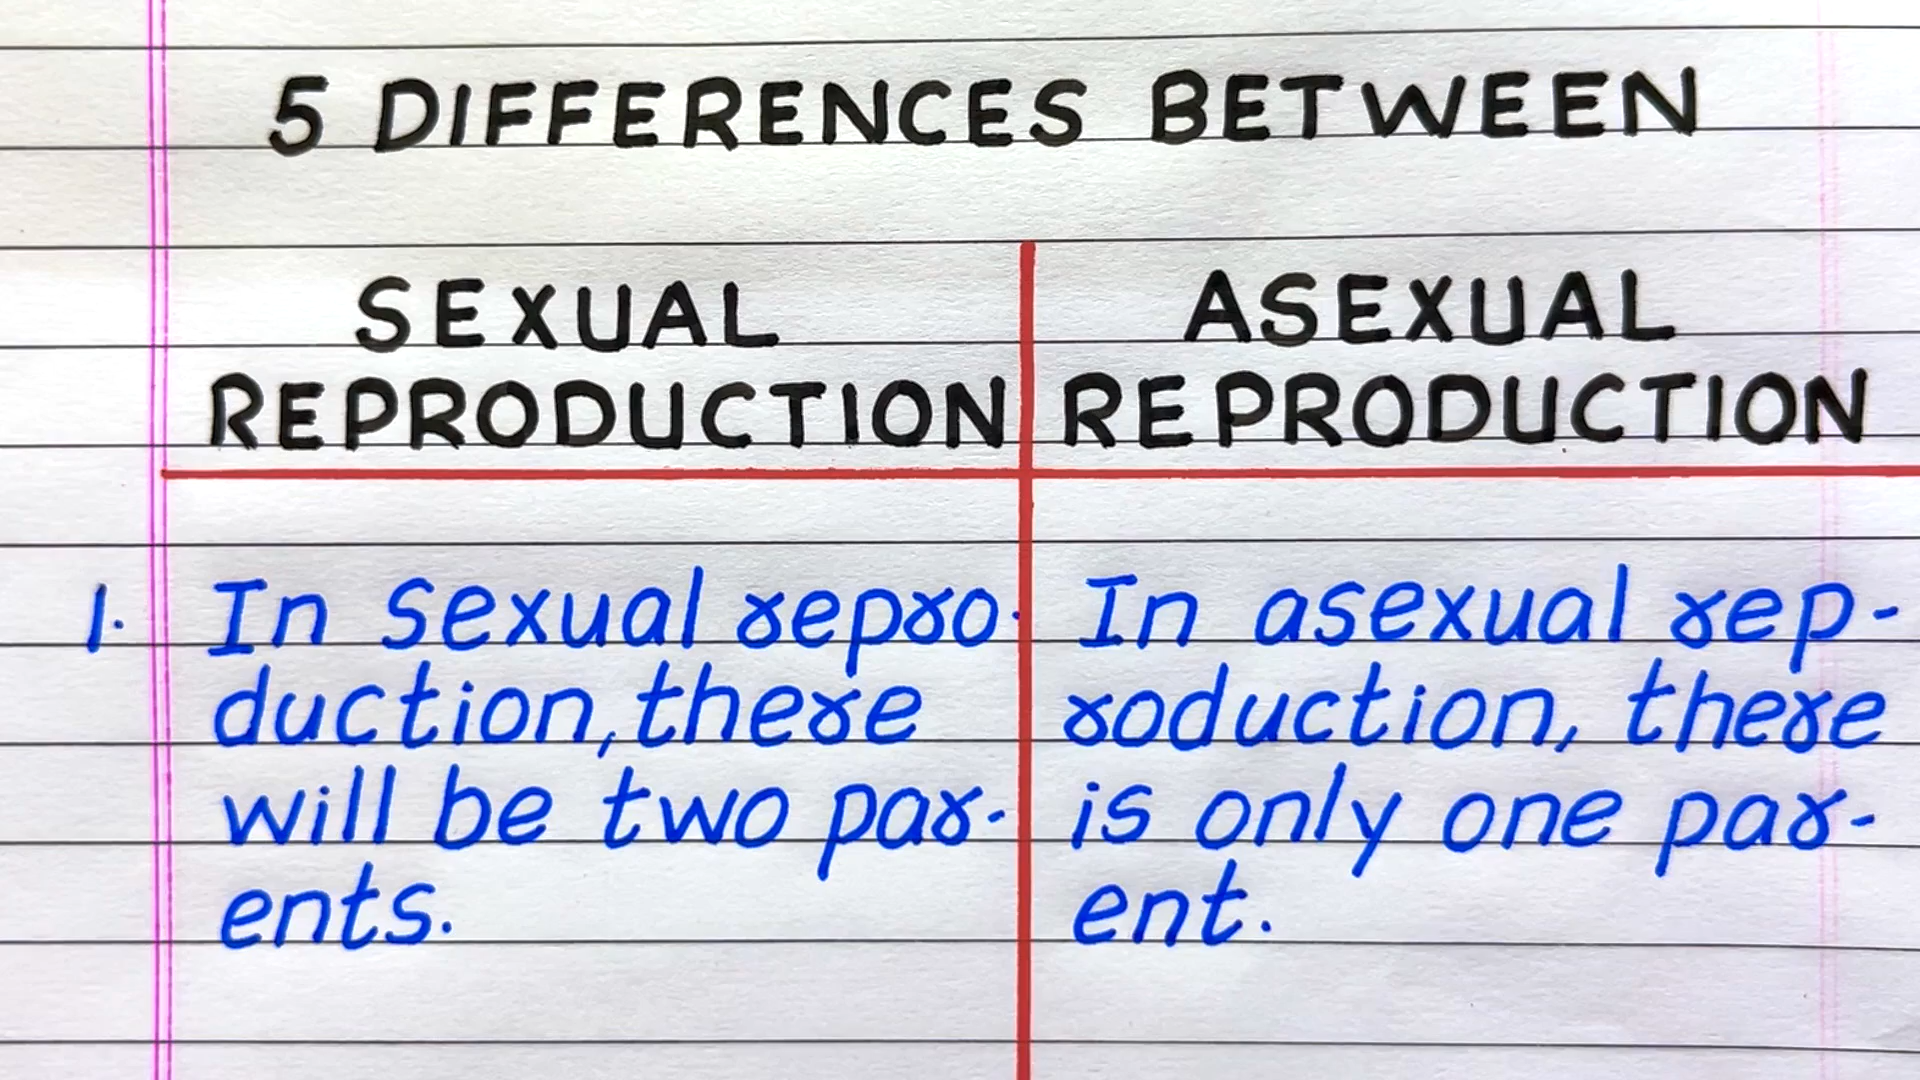 5 DIFFERENCES BETWEEN
SEXUAL
REPRODUCTION
ASEXUAL
REPRODUCTION
1. In sexual repro-
duction, there
will be two par-
ents.
In asexual rep-
roduction, there
is only one par-
ent.